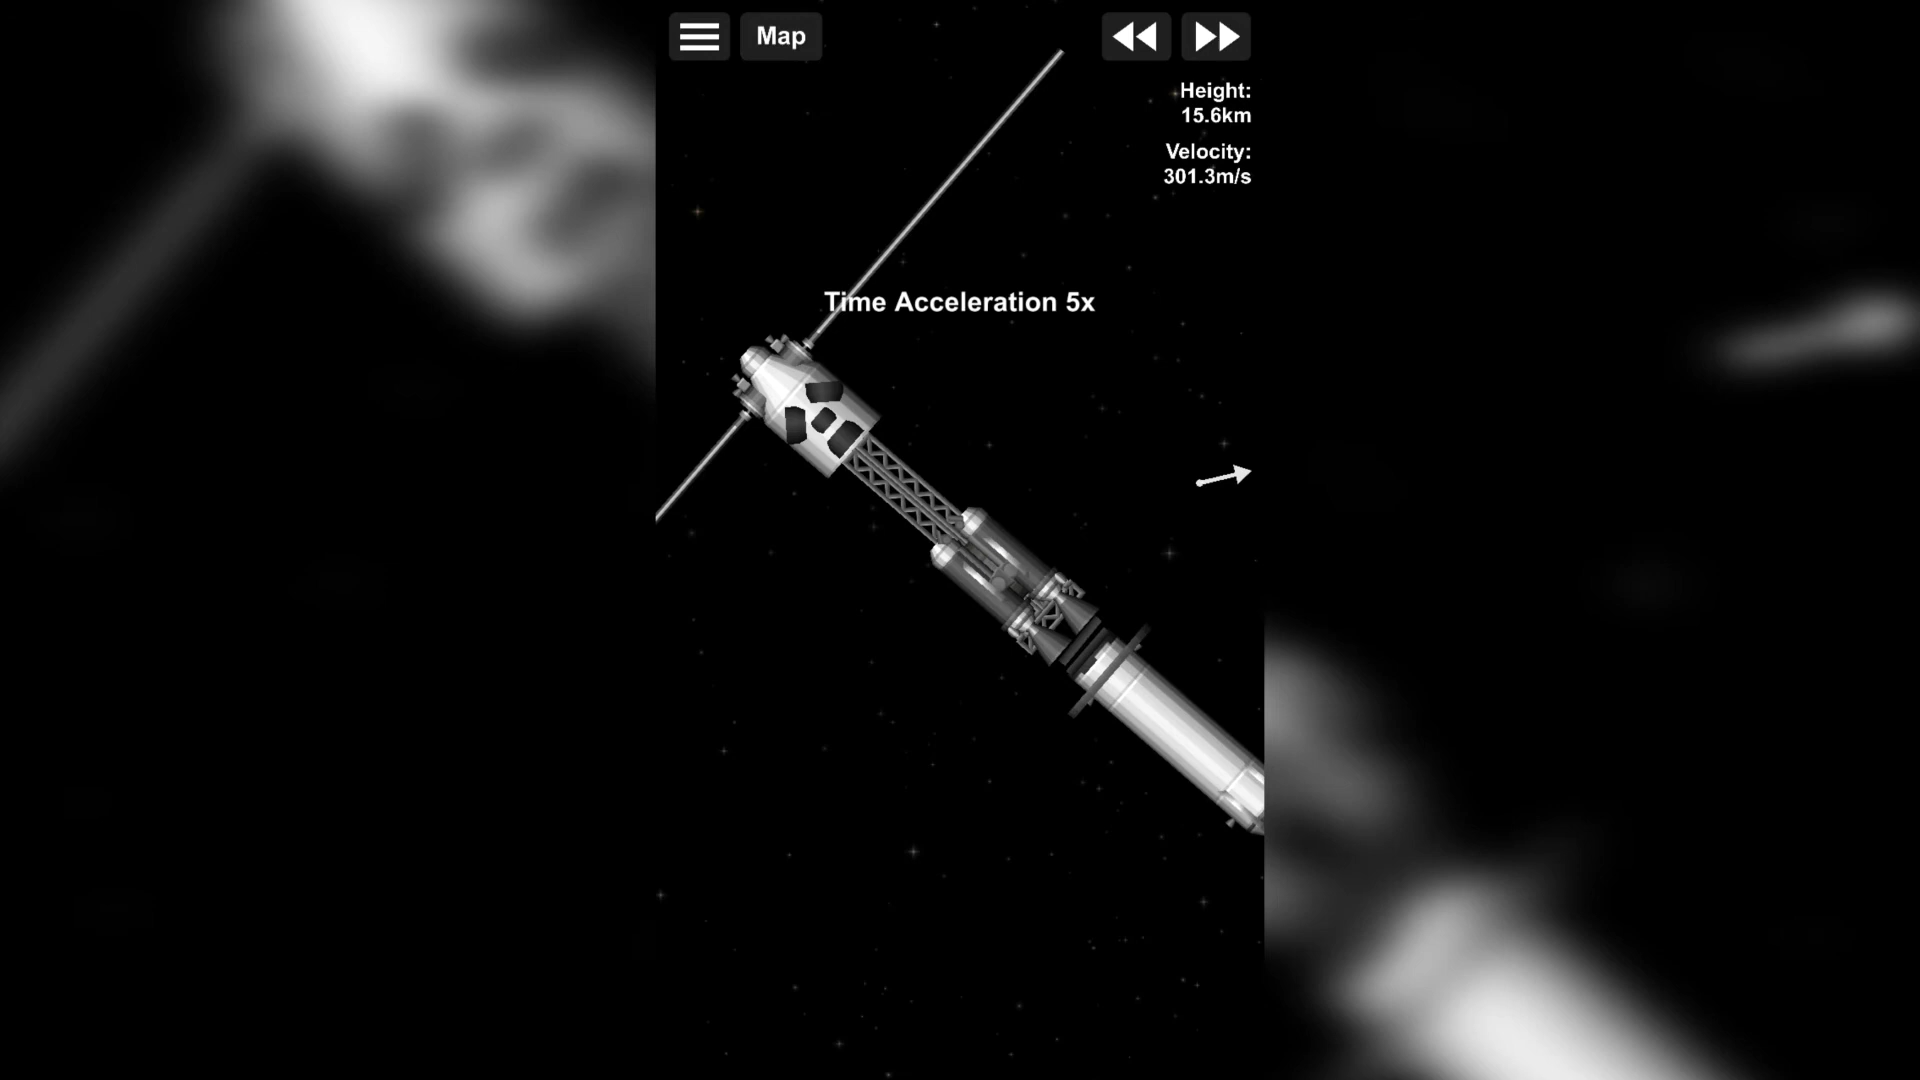 Map
Height:
15.6km
Velocity:
301.3m/s
Time Acceleration 5x